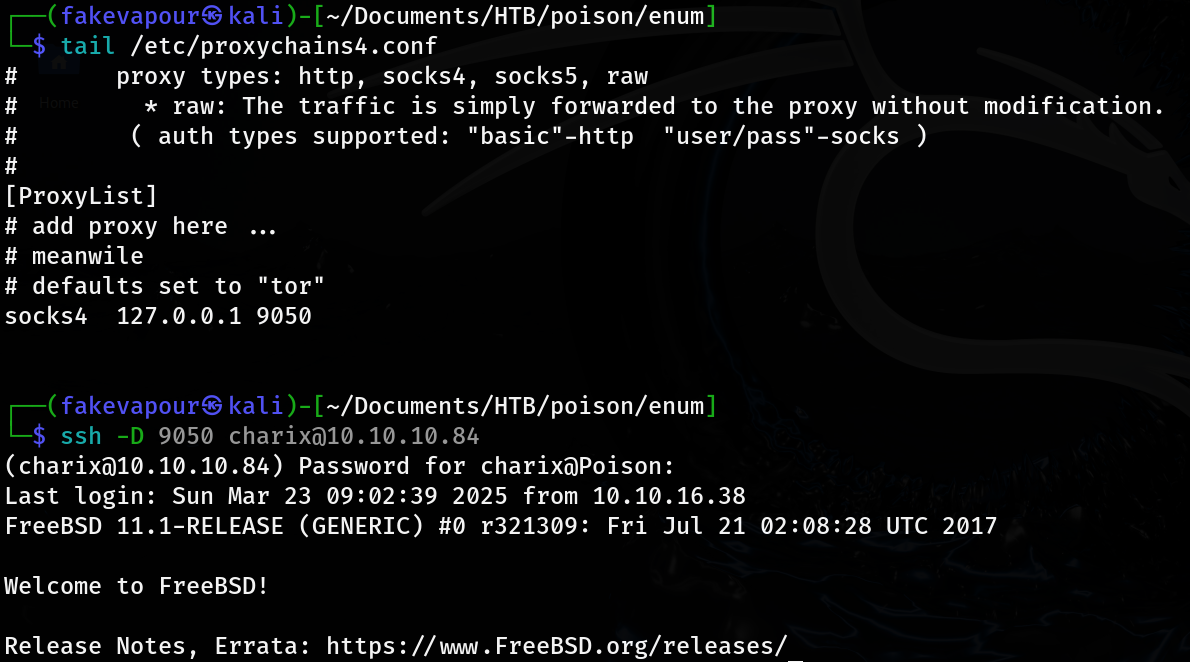 ┌──(fakevapour㉿kali)-[~/Documents/HTB/poison/enum]
└─$ tail /etc/proxychains4.conf
#       proxy types: http, socks4, socks5, raw
Home
#         * raw: The traffic is simply forwarded to the proxy without modification.
#        ( auth types supported: "basic"-http  "user/pass"-socks )
#
[ProxyList]
# add proxy here ...
# meanwile
# defaults set to "tor"
socks4  127.0.0.1 9050
┌──(fakevapour㉿kali)-[~/Documents/HTB/poison/enum]
└─$ ssh -D 9050 charix@10.10.10.84
(charix@10.10.10.84) Password for charix@Poison:
Last login: Sun Mar 23 09:02:39 2025 from 10.10.16.38
FreeBSD 11.1-RELEASE (GENERIC) #0 r321309: Fri Jul 21 02:08:28 UTC 2017
Welcome to FreeBSD!
Release Notes, Errata: https://www.FreeBSD.org/releases/